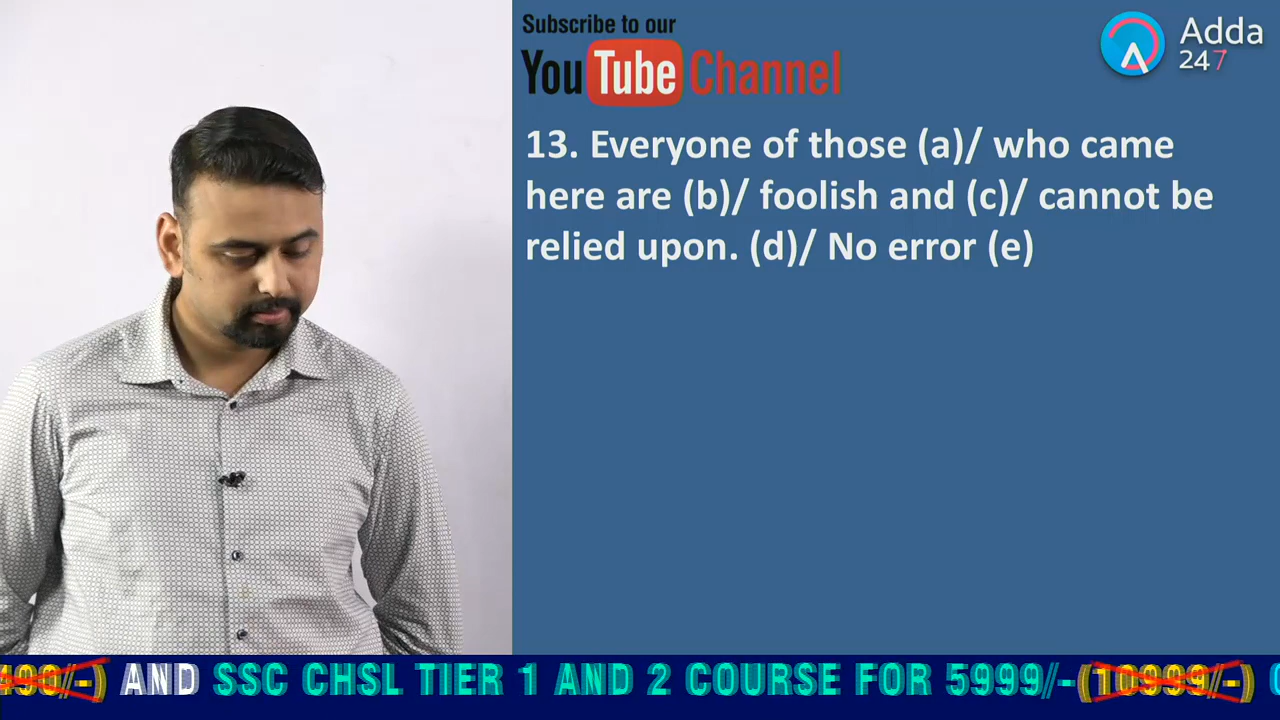 Subscribe to our
YouTube Channel
Adda
247
13. Everyone of those (a)/ who came
here are (b)/ foolish and (c)/ cannot be
relied upon. (d)/ No error (e)
AND SSC CHSL TIER 1 AND 2 COURSE FOR 5999/-(10999/-)